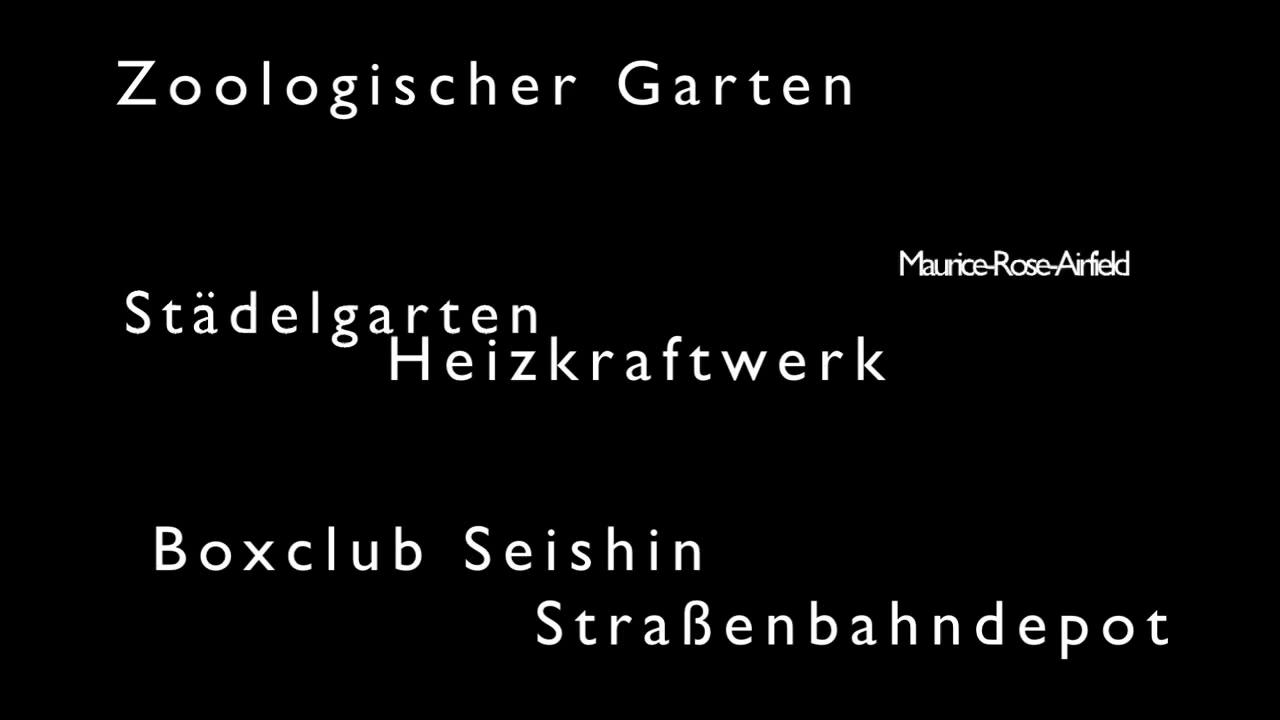 Zoologischer Garten
Maurice-Rose-Airfield
Städelgarten
Heizkraftwerk
Boxclub Seishin
Straßenbahndepot